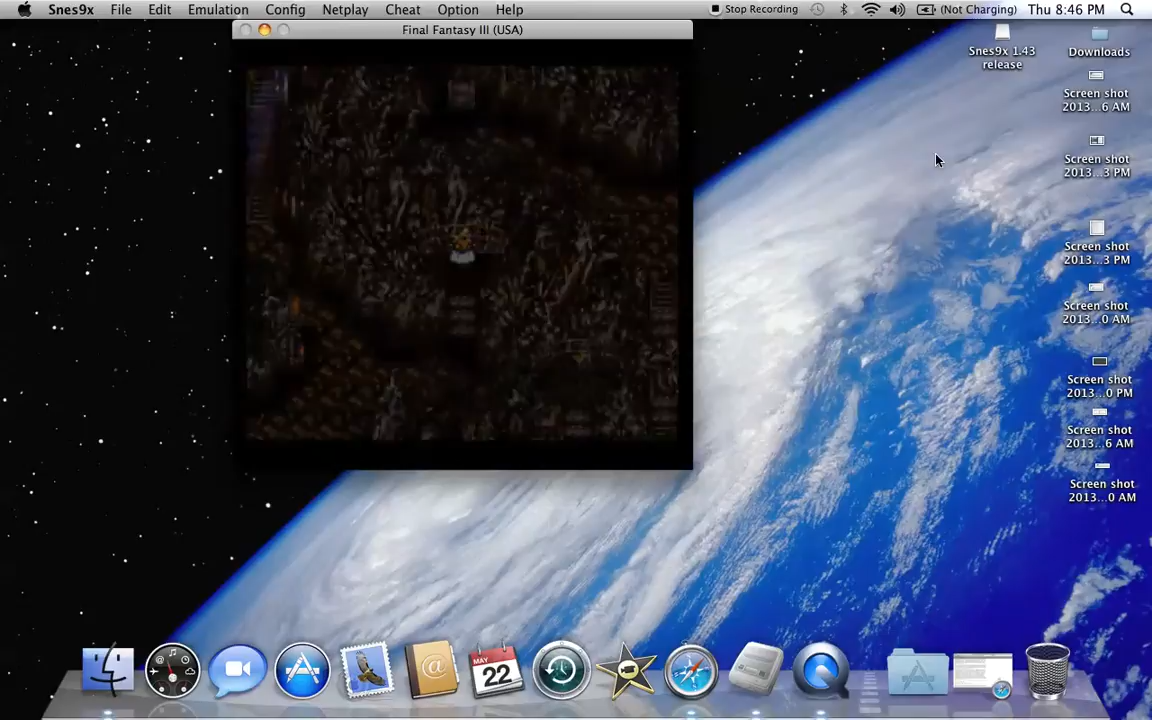 Snes9x File Edit Emulation Config Netplay Cheat Option Help Stop Recording (Not Charging) Thu 8:46 PM
Final Fantasy III (USA)
Snes9x 1.43
release
Downloads
Screen shot
2013...6 AM
Screen shot
2013...3 PM
Screen shot
2013...3 PM
Screen shot
2013...0 AM
Screen shot
2013...0 PM
Screen shot
2013...6 AM
Screen shot
2013...0 AM
MAY
22